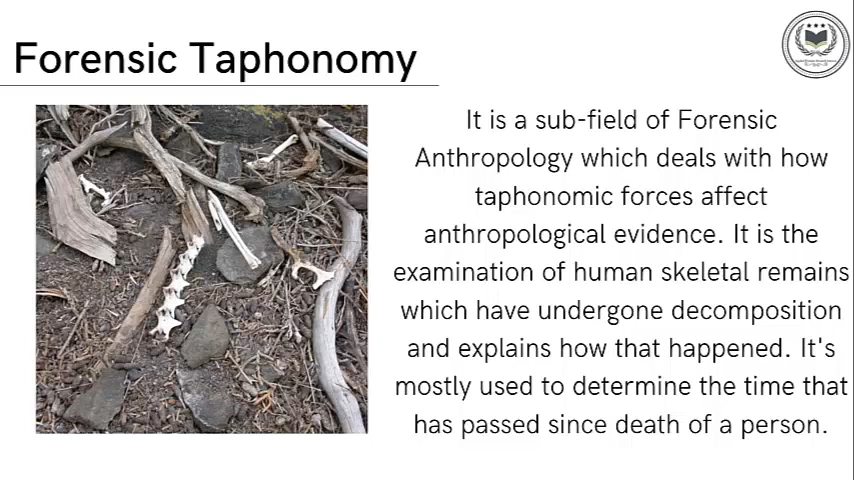 Forensic Taphonomy
It is a sub-field of Forensic
Anthropology which deals with how
taphonomic forces affect
anthropological evidence. It is the
examination of human skeletal remains
which have undergone decomposition
and explains how that happened. It's
mostly used to determine the time that
has passed since death of a person.